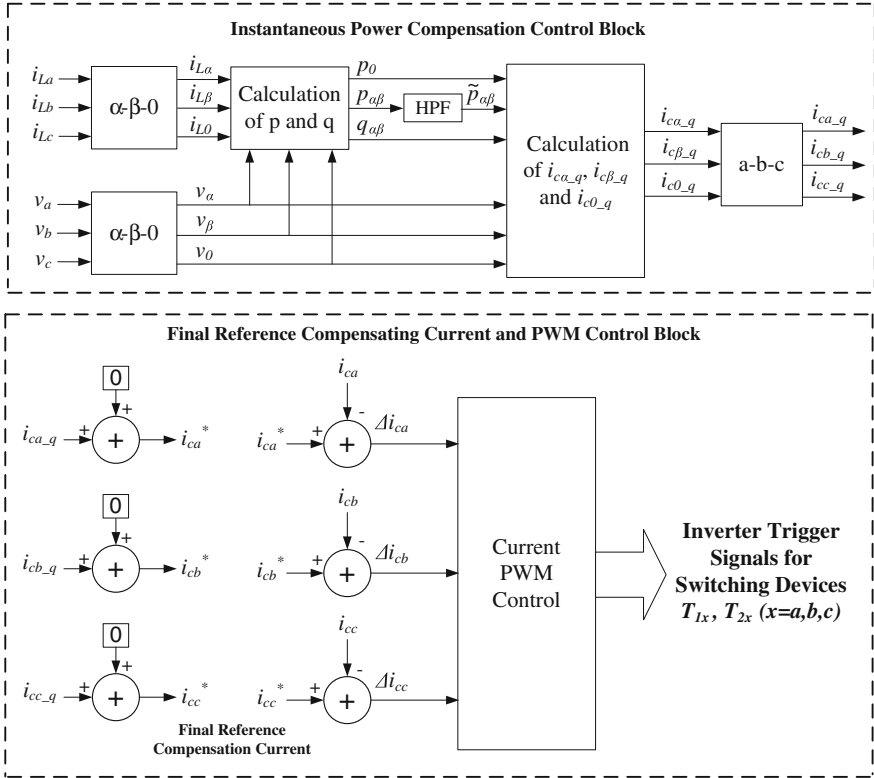 Instantaneous Power Compensation Control Block
i_La
i_Lb
i_Lc
α-β-0
i_Lα
i_Lβ
i_L0
Calculation
of p and q
p_0
p_αβ
q_αβ
HPF
p̃_αβ
v_a
v_b
v_c
α-β-0
v_α
v_β
v_0
Calculation
of i_cα_q, i_cβ_q
and i_c0_q
i_cα_q
i_cβ_q
i_c0_q
a-b-c
i_ca_q
i_cb_q
i_cc_q
Final Reference Compensating Current and PWM Control Block
0
+
i_ca_q + + i_ca*
i_ca
-
i_ca* + + Δi_ca
0
+
i_cb_q + + i_cb*
i_cb
-
i_cb* + + Δi_cb
0
+
i_cc_q + + i_cc*
i_cc
-
i_cc* + + Δi_cc
Final Reference
Compensation Current
Current
PWM
Control
Inverter Trigger
Signals for
Switching Devices
T_1x, T_2x (x=a,b,c)